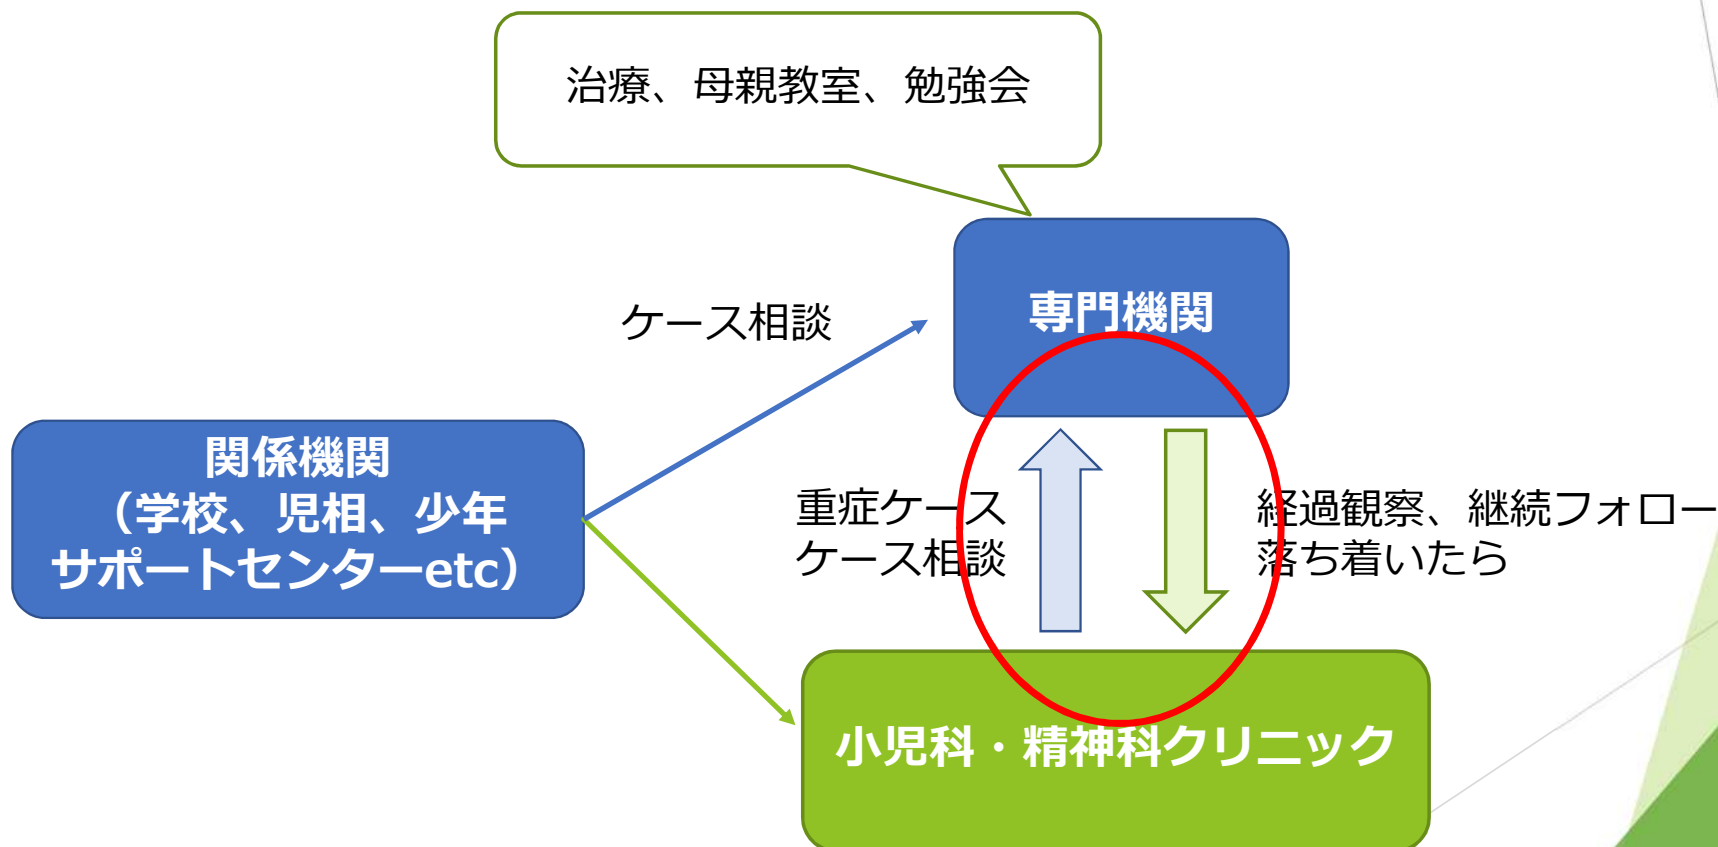 治療、母親教室、勉強会
専門機関
ケース相談
関係機関
（学校、児相、少年
サポートセンターetc）
重症ケース
ケース相談
経過観察、継続フォロー
落ち着いたら
小児科・精神科クリニック